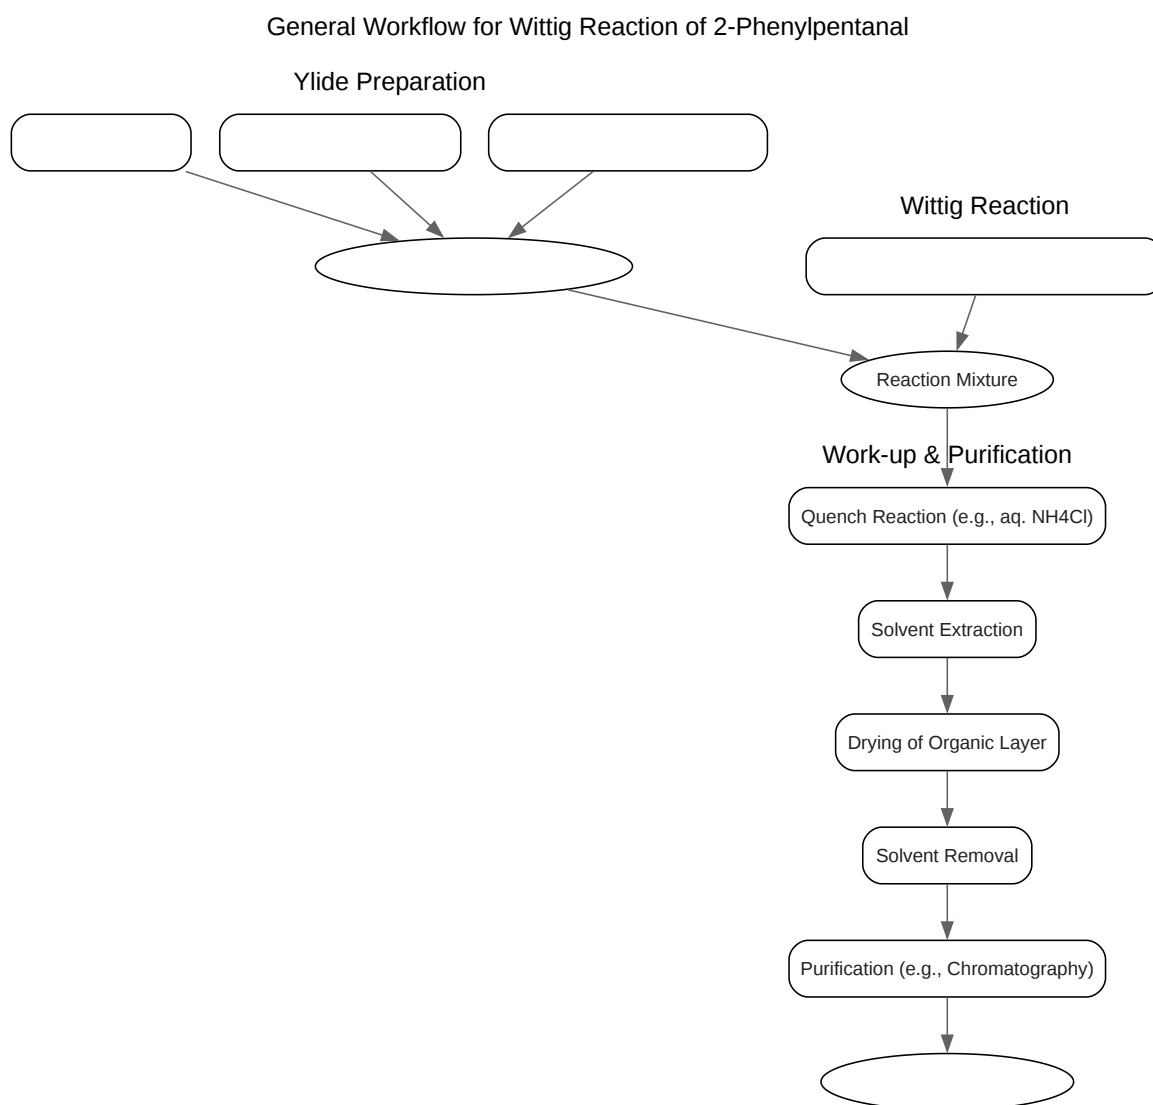 General Workflow for Wittig Reaction of 2-Phenylpentanal
Ylide Preparation
Wittig Reaction
Reaction Mixture
Work-up & Purification
Quench Reaction (e.g., aq. NH4Cl)
Solvent Extraction
Drying of Organic Layer
Solvent Removal
Purification (e.g., Chromatography)